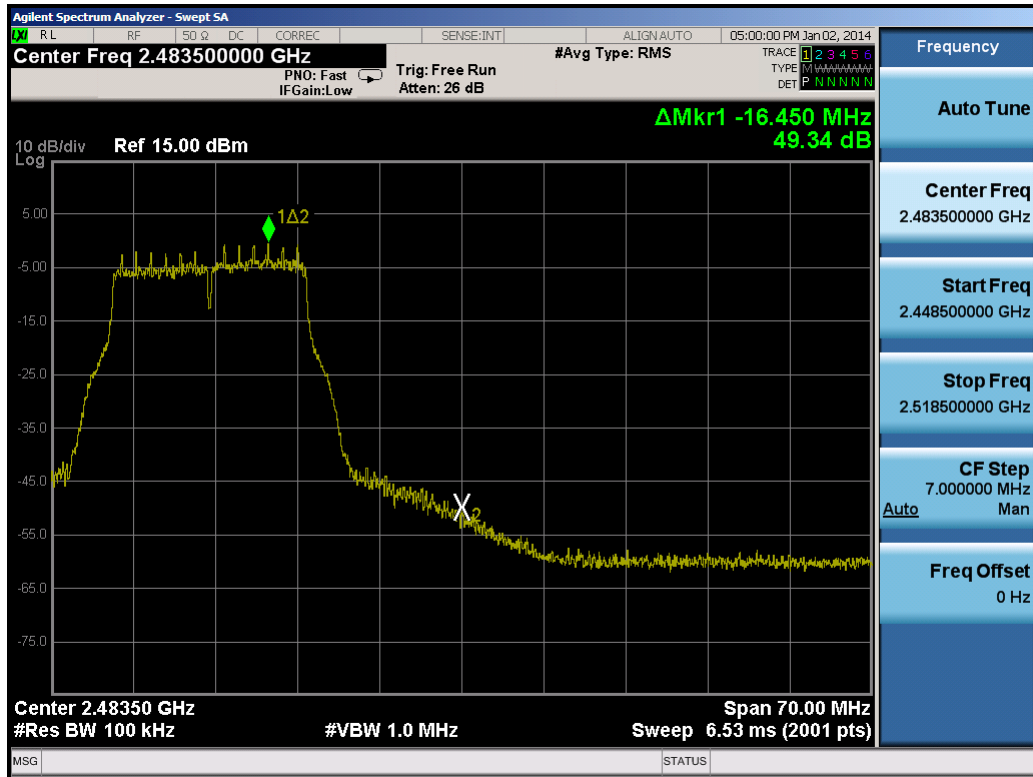 Agilent Spectrum Analyzer - Swept SA
LXI RL RF 50 Ω DC CORREC SENSE:INT ALIGN AUTO 05:00:00 PM Jan 02, 2014
Center Freq 2.483500000 GHz
PNO: Fast
IFGain:Low
Trig: Free Run
Atten: 26 dB
#Avg Type: RMS
TRACE 1 2 3 4 5 6
TYPE M WWWWW
DET P N N N N N
ΔMkr1 -16.450 MHz
49.34 dB
10 dB/div Ref 15.00 dBm
Log
1Δ2
5.00
-5.00
-15.0
-25.0
-35.0
-45.0
X2
-55.0
-65.0
-75.0
Center 2.48350 GHz Span 70.00 MHz
#Res BW 100 kHz #VBW 1.0 MHz Sweep 6.53 ms (2001 pts)
MSG STATUS
Frequency
Auto Tune
Center Freq
2.483500000 GHz
Start Freq
2.448500000 GHz
Stop Freq
2.518500000 GHz
CF Step
7.000000 MHz
Auto Man
Freq Offset
0 Hz